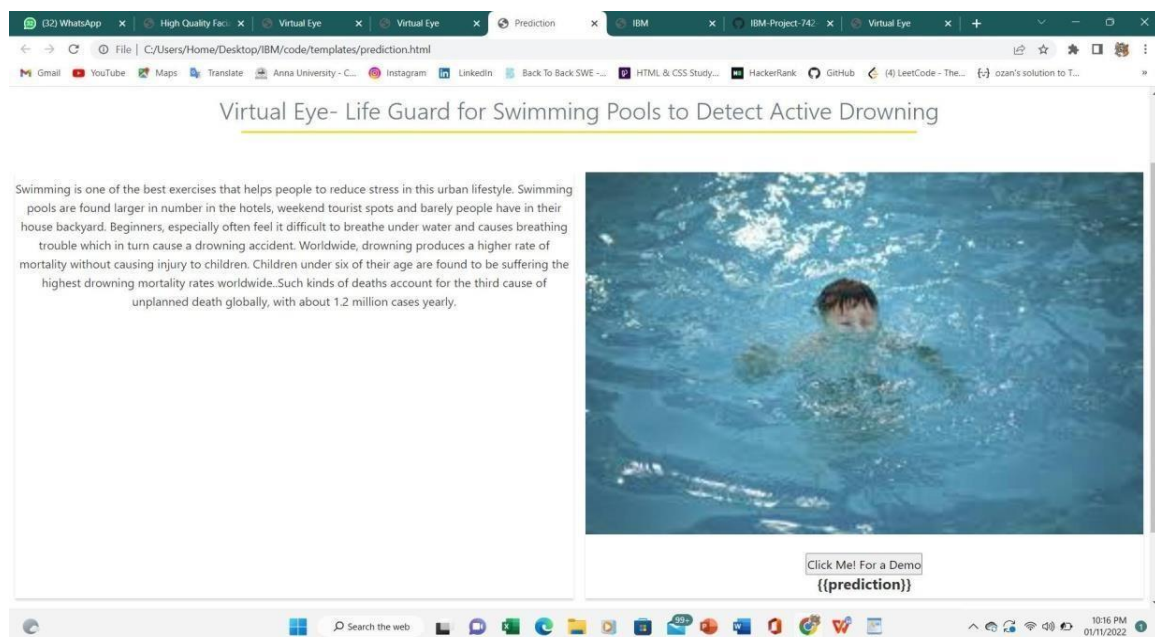 (32) WhatsApp
High Quality Faci
Virtual Eye
Virtual Eye
Prediction
IBM
IBM-Project-742-
Virtual Eye
File | C:/Users/Home/Desktop/IBM/code/templates/prediction.html
Gmail YouTube Maps Translate Anna University - C... Instagram LinkedIn Back To Back SWE -... HTML & CSS Study... HackerRank GitHub (4) LeetCode - The... ozan's solution to T...
Virtual Eye- Life Guard for Swimming Pools to Detect Active Drowning
Swimming is one of the best exercises that helps people to reduce stress in this urban lifestyle. Swimming
pools are found larger in number in the hotels, weekend tourist spots and barely people have in their
house backyard. Beginners, especially often feel it difficult to breathe under water and causes breathing
trouble which in turn cause a drowning accident. Worldwide, drowning produces a higher rate of
mortality without causing injury to children. Children under six of their age are found to be suffering the
highest drowning mortality rates worldwide..Such kinds of deaths account for the third cause of
unplanned death globally, with about 1.2 million cases yearly.
Click Me! For a Demo
{{prediction}}
Search the web
99+
10:16 PM
01/11/2022
1